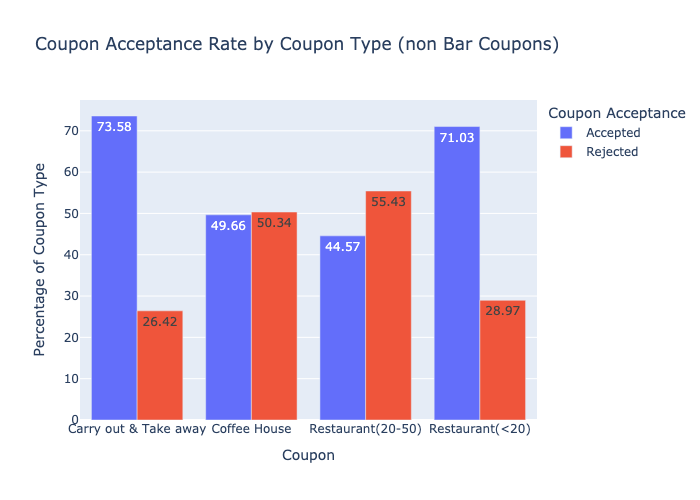 Coupon Acceptance Rate by Coupon Type (non Bar Coupons)
Coupon Acceptance
Accepted
Rejected
Percentage of Coupon Type
70
60
50
40
30
20
10
0
73.58
26.42
49.66
50.34
44.57
55.43
71.03
28.97
Carry out & Take away
Coffee House
Restaurant(20-50)
Restaurant(<20)
Coupon